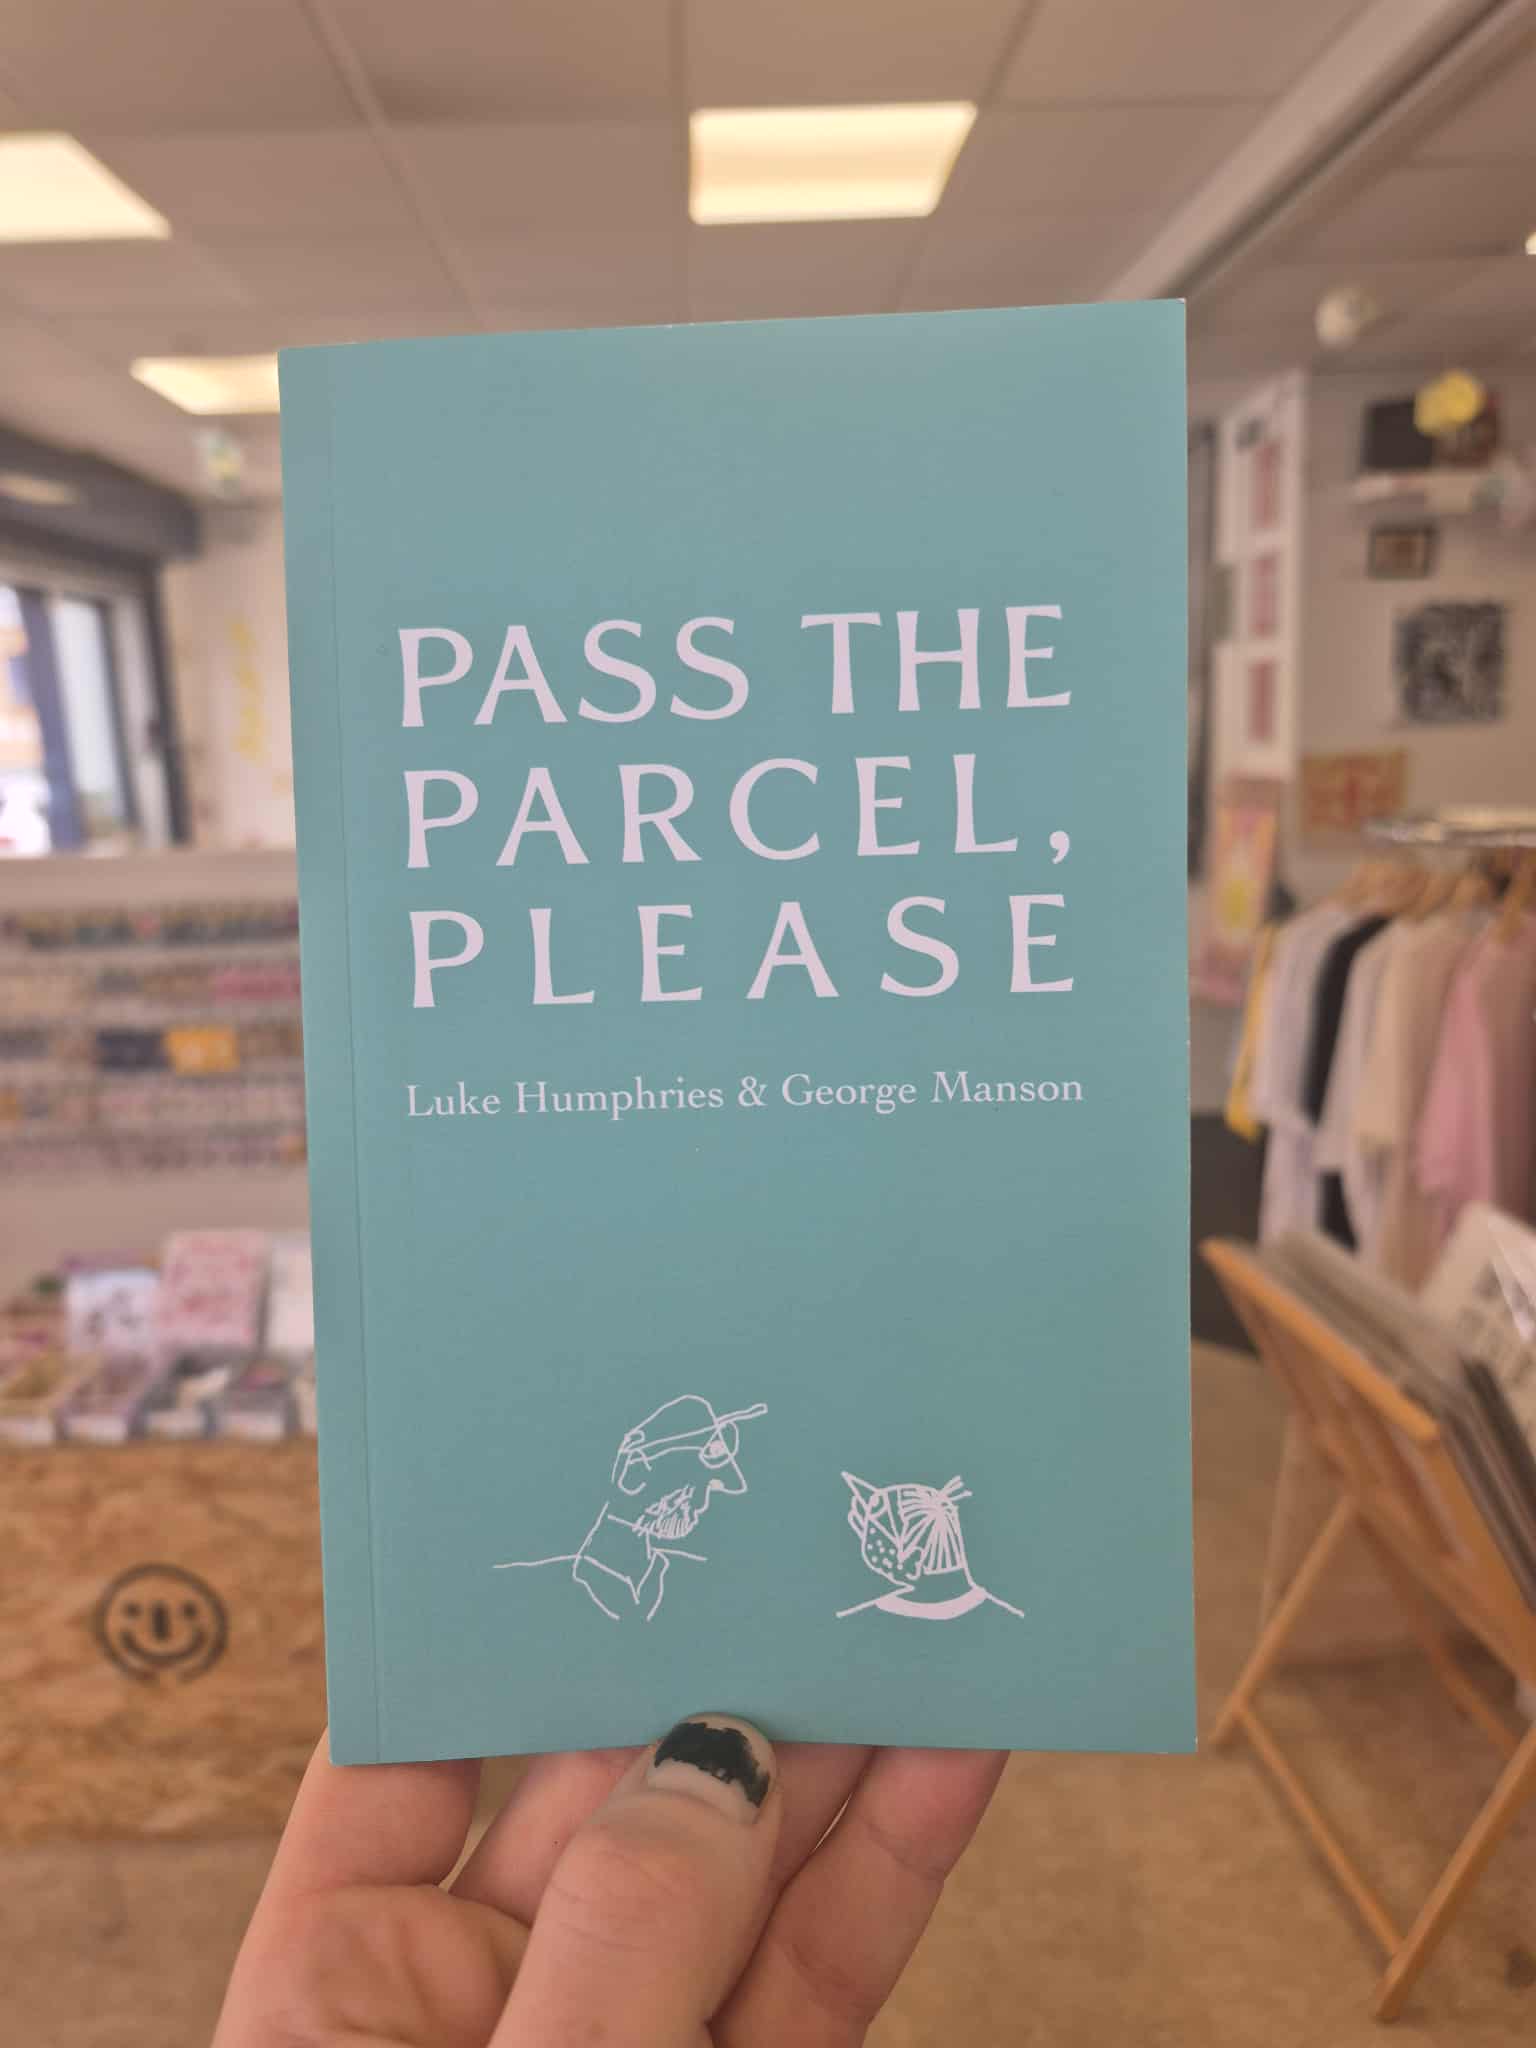 PASS THE
PARCEL,
PLEASE
Luke Humphries & George Manson